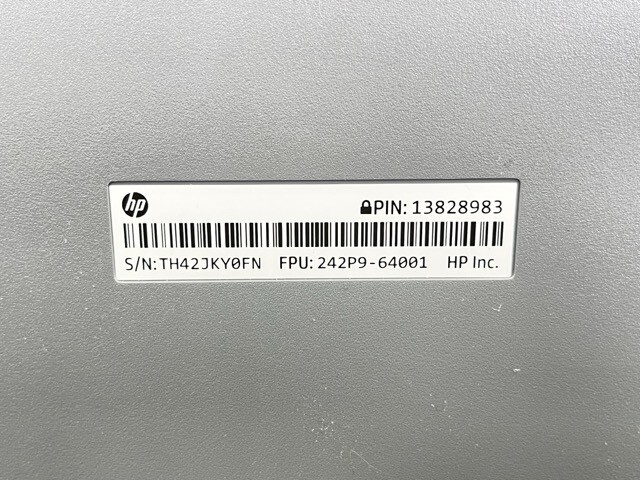 hp
PIN: 13828983
S/N: TH42JKY0FN FPU: 242P9-64001 HP Inc.